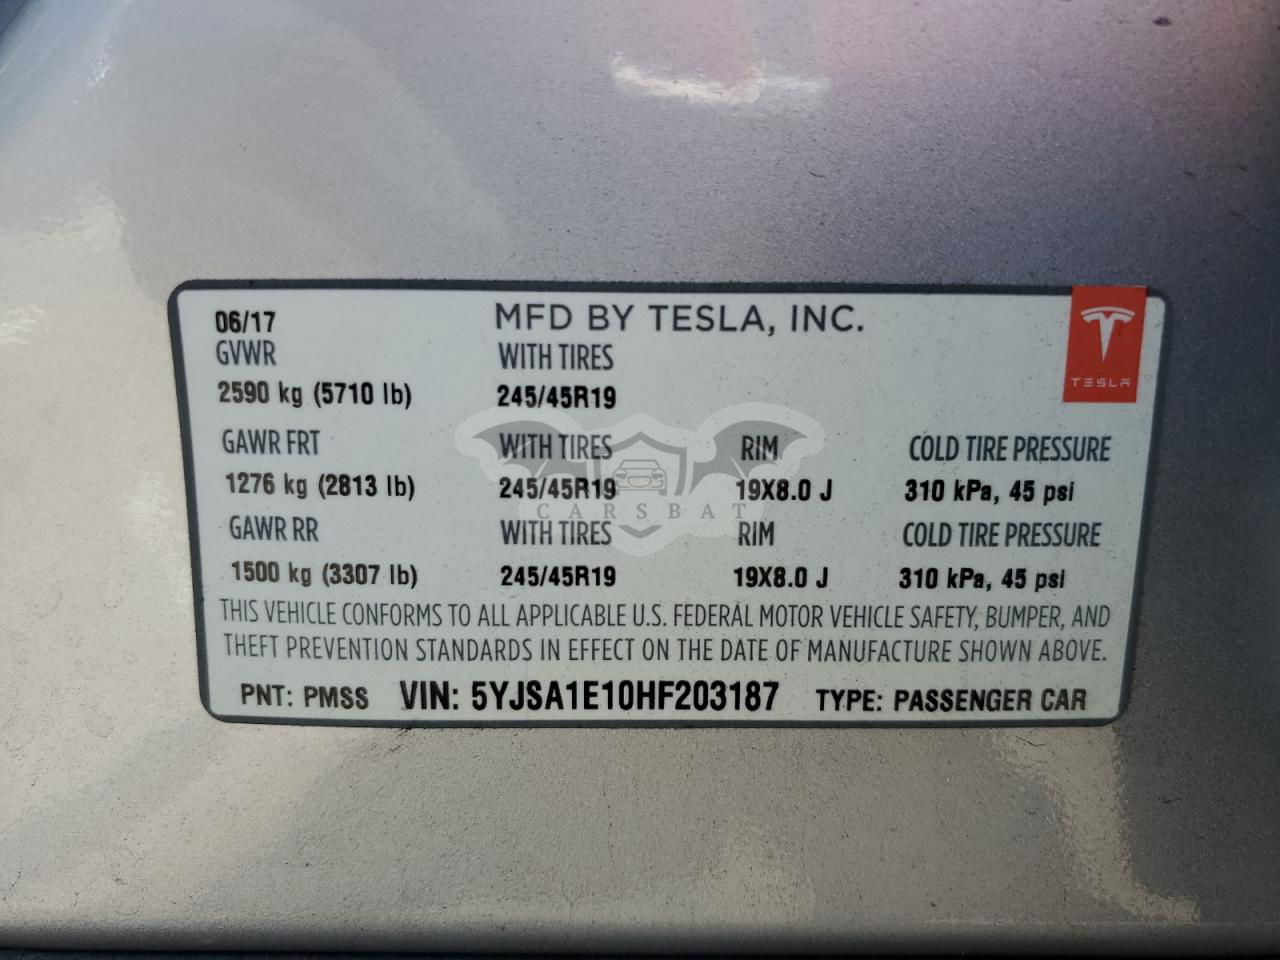 06/17 MFD BY TESLA, INC.
GVWR WITH TIRES
2590 kg (5710 lb) 245/45R19
TESLA
GAWR FRT WITH TIRES RIM COLD TIRE PRESSURE
1276 kg (2813 lb) 245/45R19 19X8.0 J 310 kPa, 45 psi
CARSBAT
GAWR RR WITH TIRES RIM COLD TIRE PRESSURE
1500 kg (3307 lb) 245/45R19 19X8.0 J 310 kPa, 45 psi
THIS VEHICLE CONFORMS TO ALL APPLICABLE U.S. FEDERAL MOTOR VEHICLE SAFETY, BUMPER, AND
THEFT PREVENTION STANDARDS IN EFFECT ON THE DATE OF MANUFACTURE SHOWN ABOVE.
PNT: PMSS VIN: 5YJSA1E10HF203187 TYPE: PASSENGER CAR